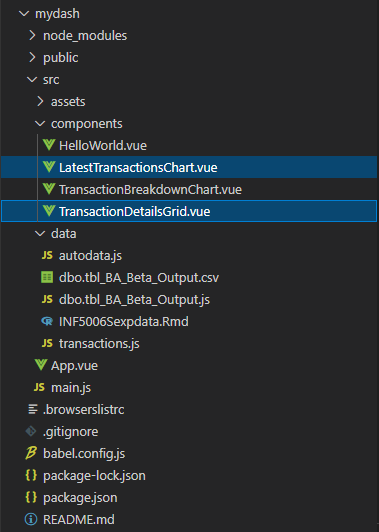 mydash
node_modules
public
src
assets
components
HelloWorld.vue
LatestTransactionsChart.vue
TransactionBreakdownChart.vue
TransactionDetailsGrid.vue
data
JS autodata.js
dbo.tbl_BA_Beta_Output.csv
JS dbo.tbl_BA_Beta_Output.js
R INF5006Sexpdata.Rmd
JS transactions.js
App.vue
JS main.js
.browserslistrc
.gitignore
babel.config.js
package-lock.json
package.json
README.md